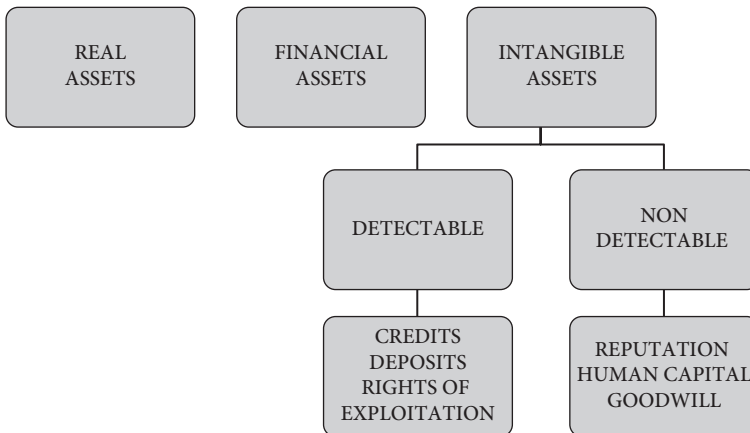 REAL
ASSETS
FINANCIAL
ASSETS
INTANGIBLE
ASSETS
DETECTABLE
NON
DETECTABLE
CREDITS
DEPOSITS
RIGHTS OF
EXPLOITATION
REPUTATION
HUMAN CAPITAL
GOODWILL